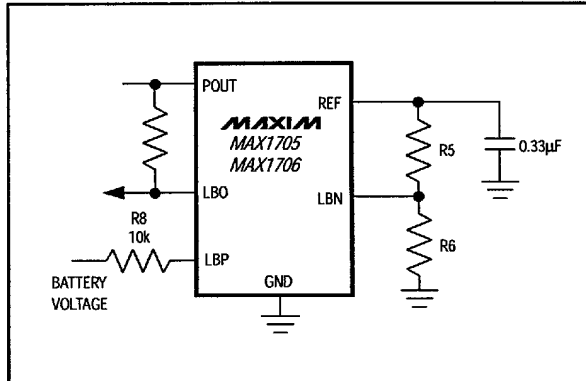 POUT
REF
MAXIM
MAX1705
MAX1706
R5
0.33µF
LBO
LBN
R8
10k
LBP
R6
BATTERY
VOLTAGE
GND